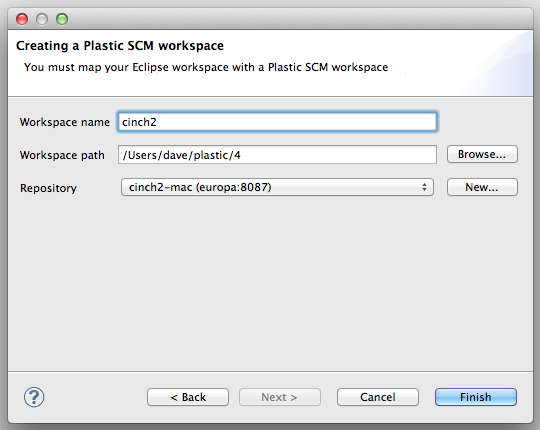 Creating a Plastic SCM workspace
You must map your Eclipse workspace with a Plastic SCM workspace
Workspace name cinch2
Workspace path /Users/dave/plastic/4 Browse...
Repository cinch2-mac (europa:8087) New...
? < Back Next > Cancel Finish